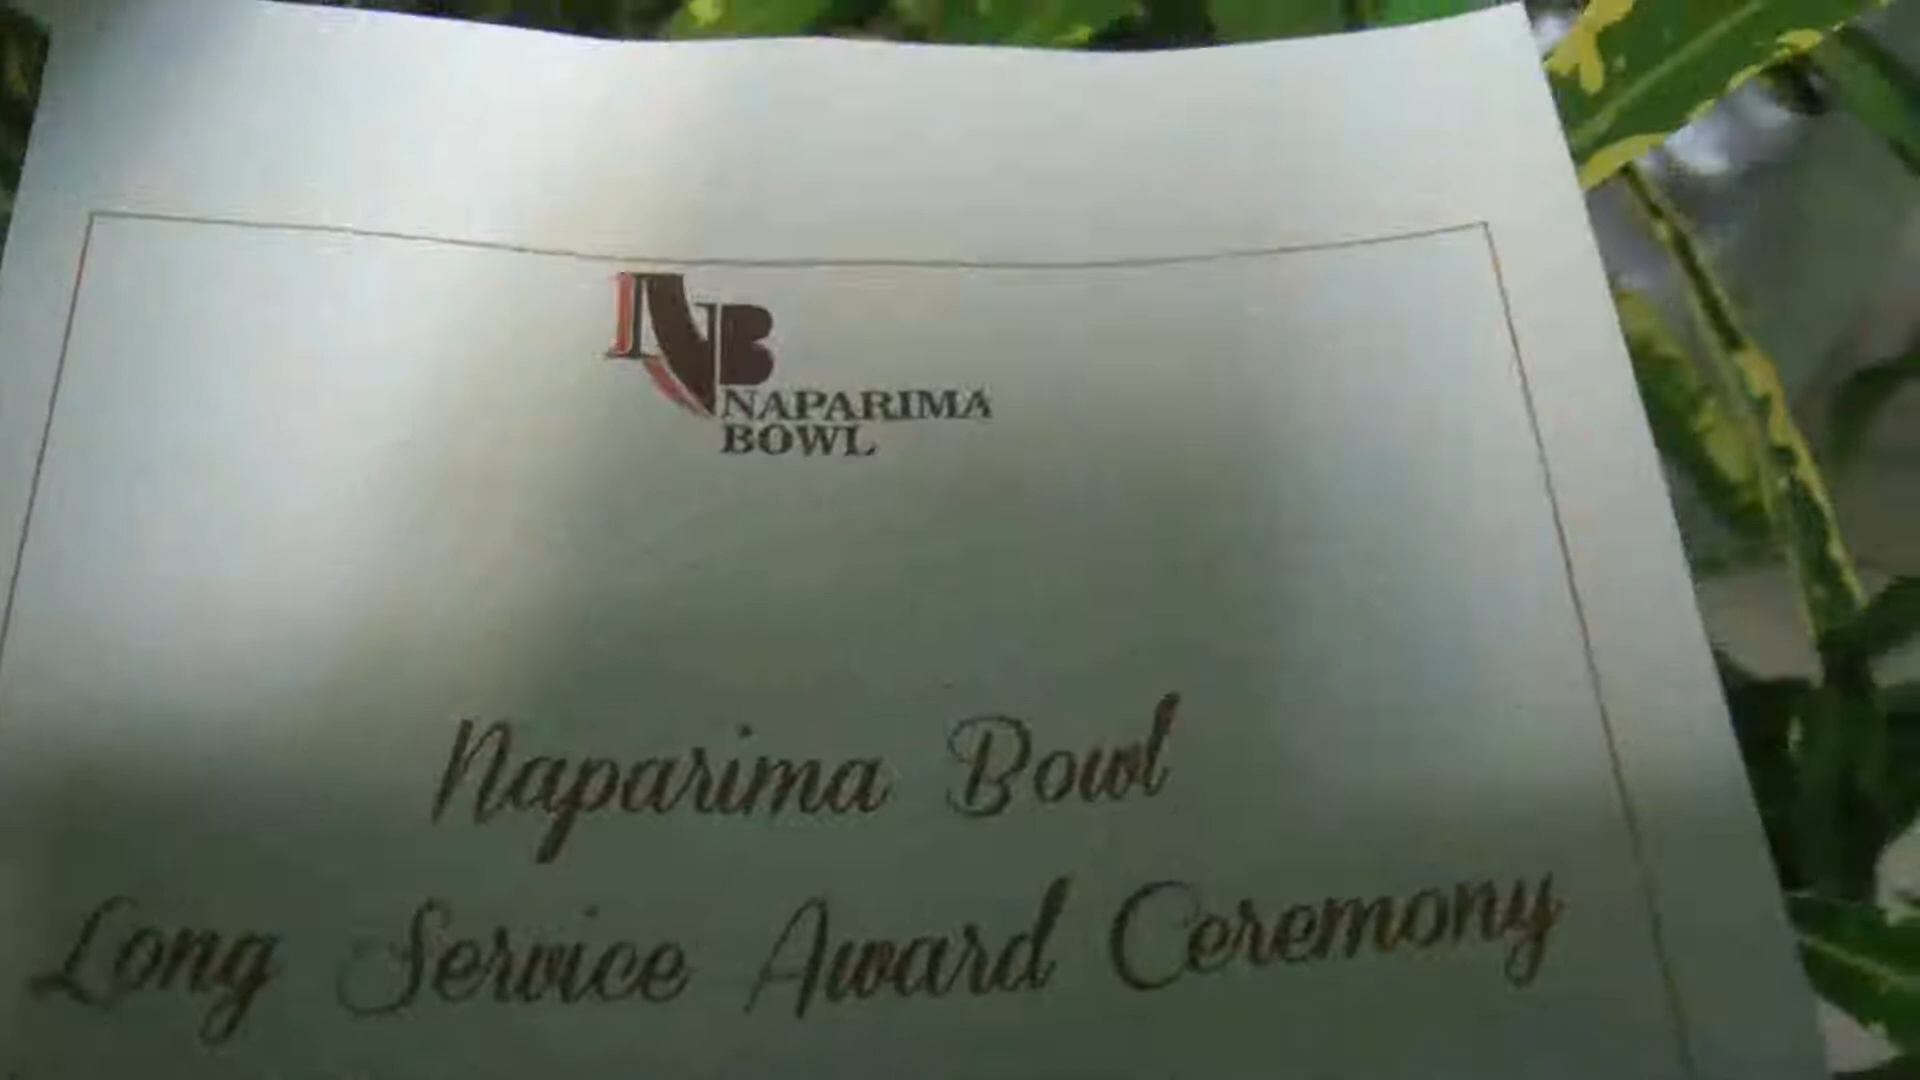 NB
NAPARIMA
BOWL
Naparima Bowl
Long Service Award Ceremony